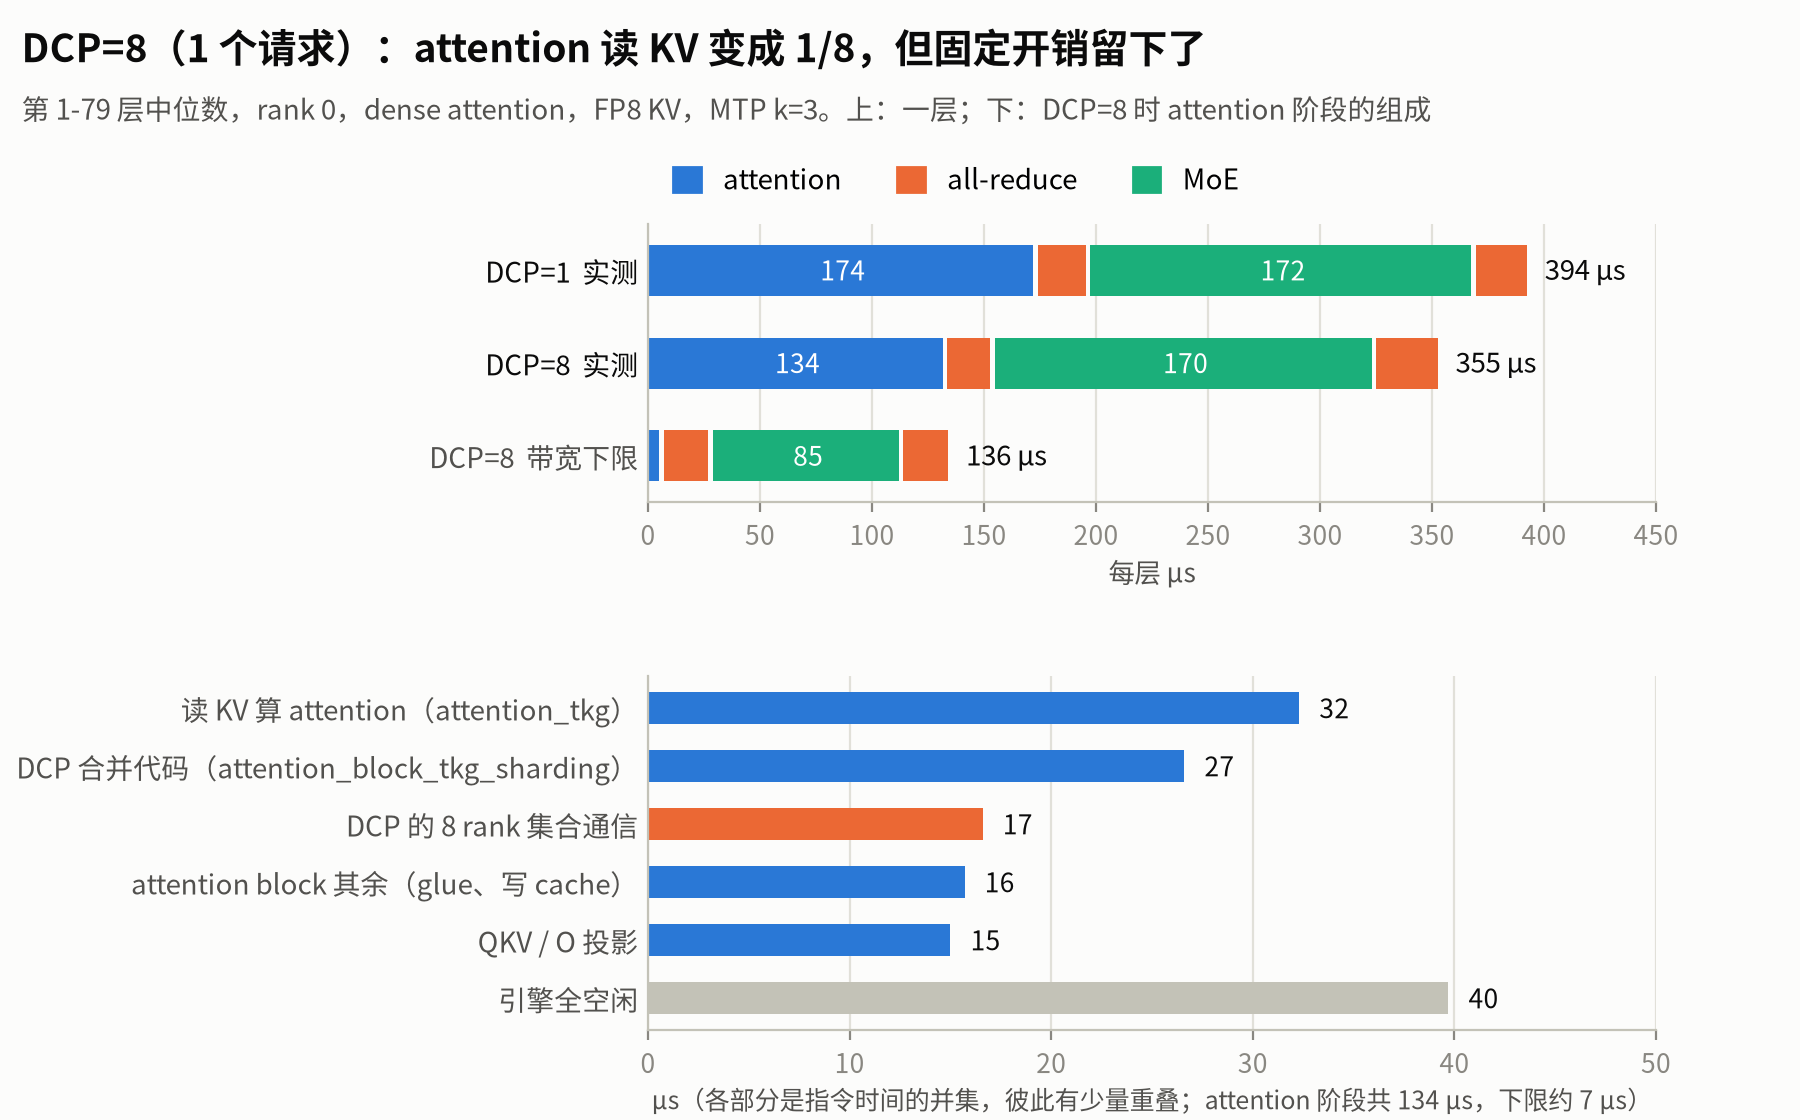 DCP=8（1 个请求）：attention 读 KV 变成 1/8，但固定开销留下了
第 1-79 层中位数，rank 0，dense attention，FP8 KV，MTP k=3。上：一层；下：DCP=8 时 attention 阶段的组成
attention all-reduce MoE
DCP=1 实测 174 172 394 µs
DCP=8 实测 134 170 355 µs
DCP=8 带宽下限 85 136 µs
0 50 100 150 200 250 300 350 400 450
每层 µs
读 KV 算 attention（attention_tkg） 32
DCP 合并代码（attention_block_tkg_sharding） 27
DCP 的 8 rank 集合通信 17
attention block 其余（glue、写 cache） 16
QKV / O 投影 15
引擎全空闲 40
0 10 20 30 40 50
µs（各部分是指令时间的并集，彼此有少量重叠；attention 阶段共 134 µs，下限约 7 µs）